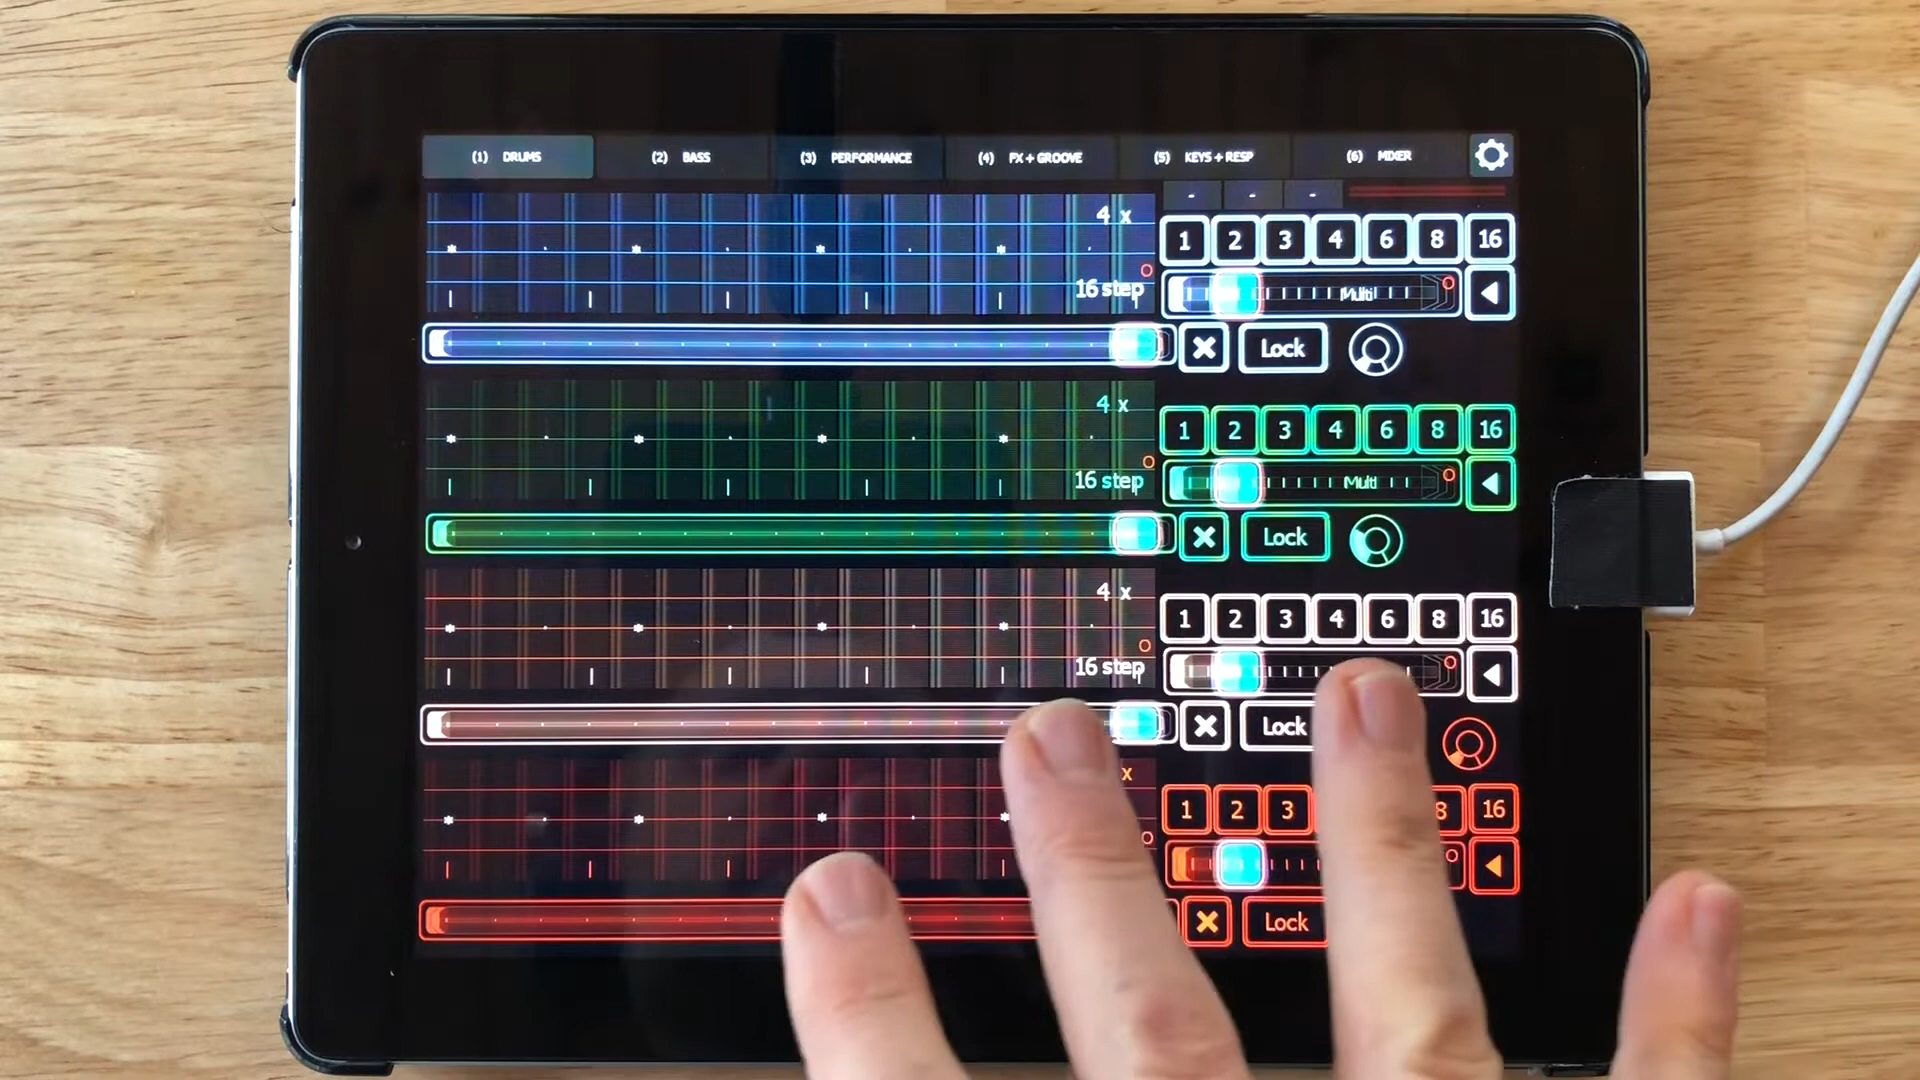 (1) DRUMS (2) BASS (3) PERFORMANCE (4) FX + GROOVE (5) KEYS + RESP (6) MIXER
- - -
4 x
1 2 3 4 6 8 16
16 step Multi
Lock
4 x
1 2 3 4 6 8 16
16 step Multi
Lock
4 x
1 2 3 4 6 8 16
16 step
Lock
x
1 2 3 8 16
Lock